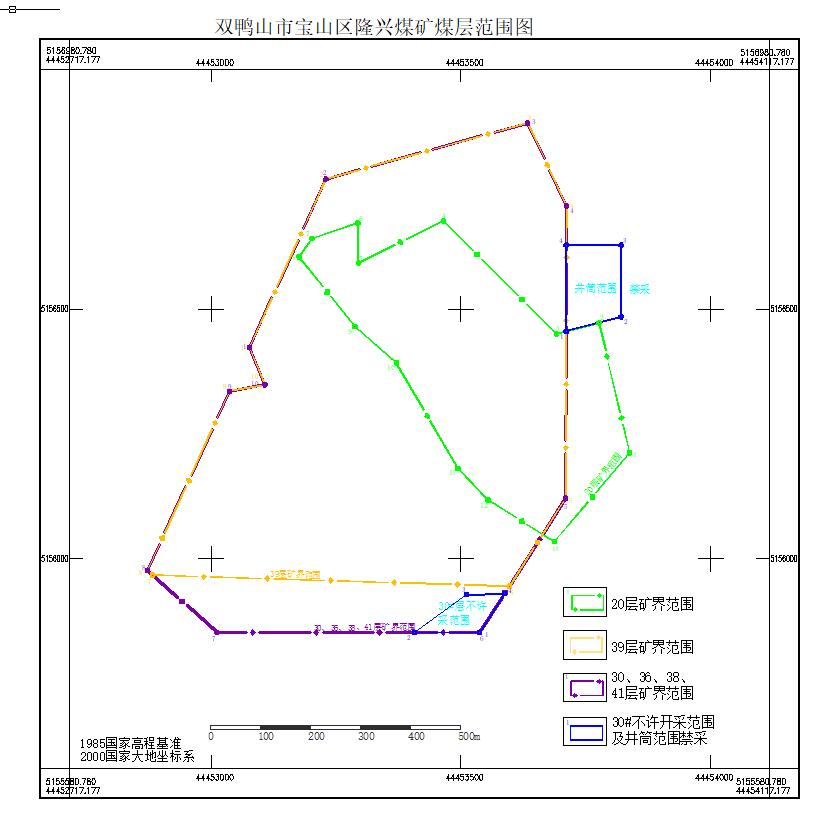 双鸭山市宝山区隆兴煤矿煤层范围图
5156980.780
44452717.177
44453000
44453500
44454000
5156980.780
44454117.177
5156500
5156500
井筒范围
禁采
20层矿界范围
5156000
5156000
39层矿界范围
30#层不许
采范围
30、36、38、41层矿界范围
20层矿界范围
39层矿界范围
30、36、38、
41层矿界范围
30#不许开采范围
及井筒范围禁采
1985国家高程基准
2000国家大地坐标系
0 100 200 300 400 500m
5155580.780
44452717.177
44453000
44453500
44454000
5155580.780
44454117.177